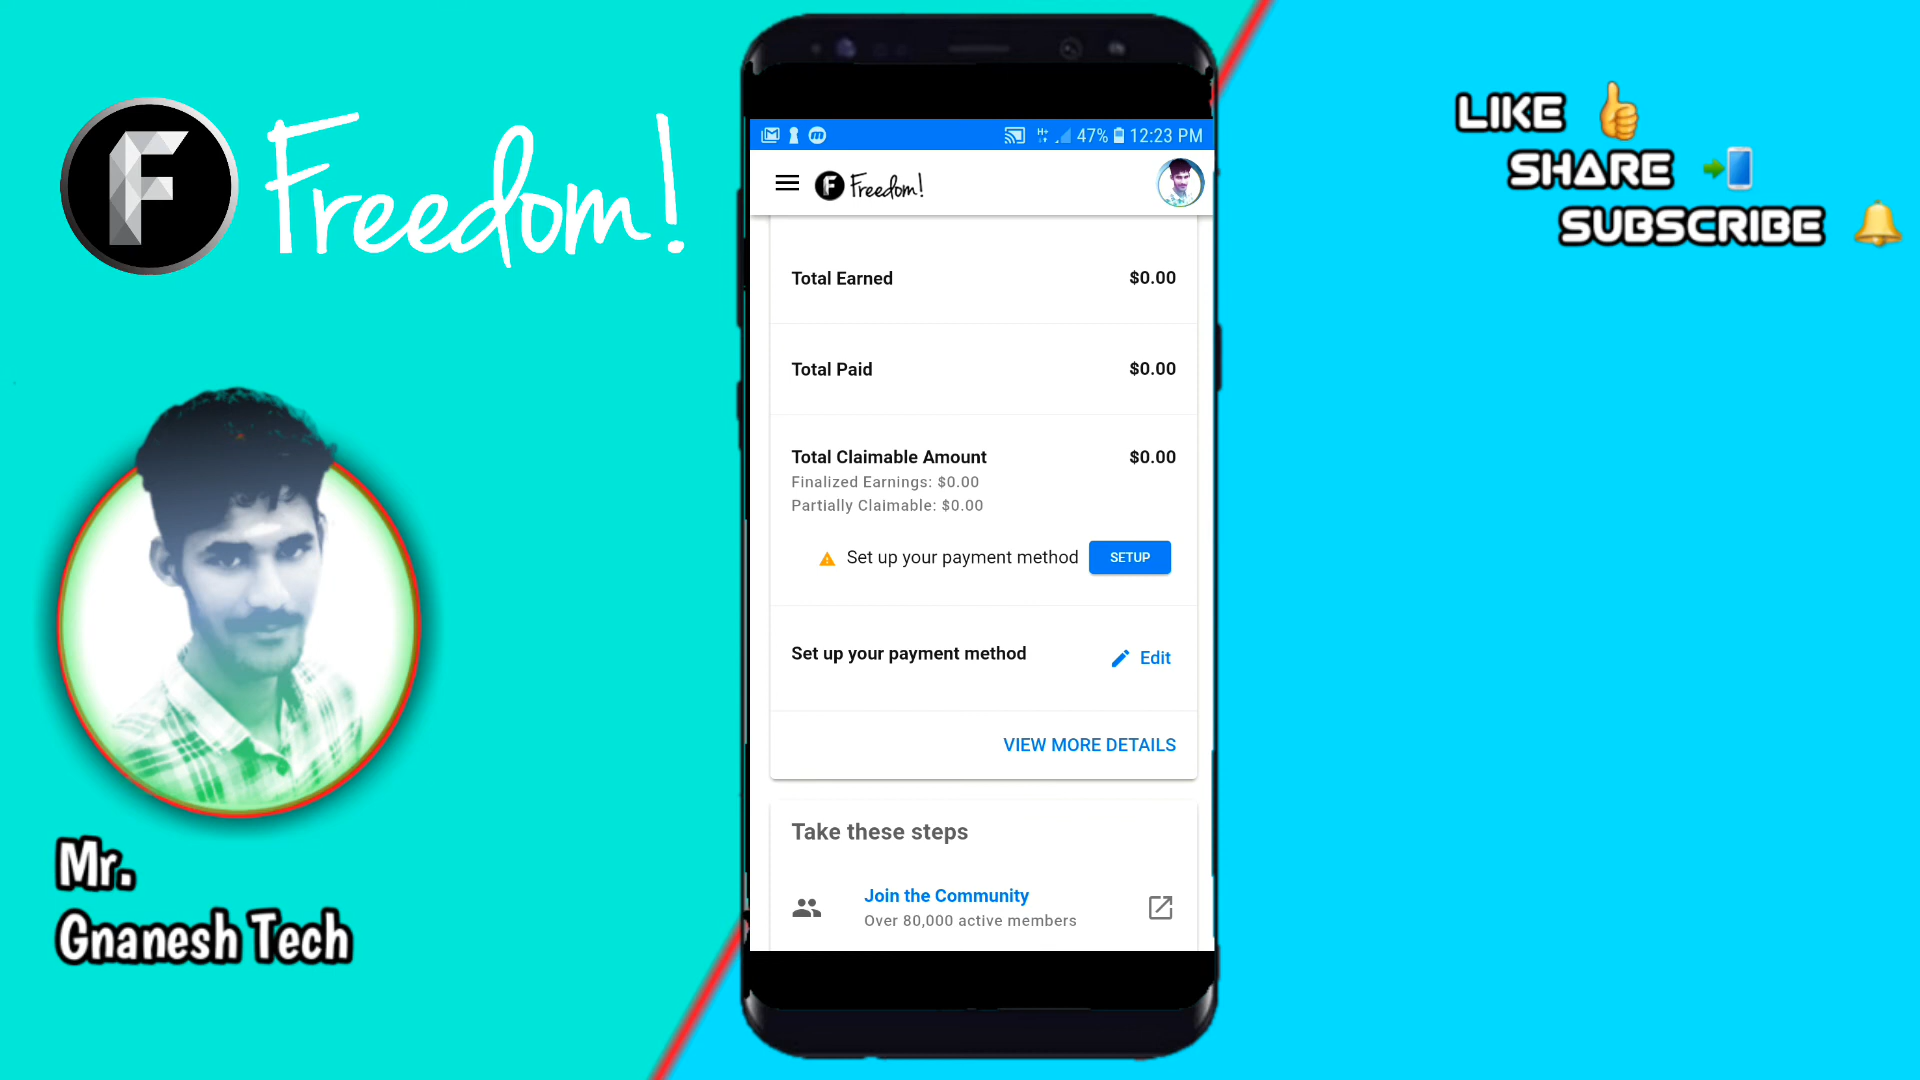 Freedom!
LIKE
SHARE
SUBSCRIBE
47% 12:23 PM
Freedom!
Total Earned $0.00
Total Paid $0.00
Total Claimable Amount $0.00
Finalized Earnings: $0.00
Partially Claimable: $0.00
Set up your payment method SETUP
Set up your payment method Edit
VIEW MORE DETAILS
Take these steps
Join the Community
Over 80,000 active members
Mr.
Gnanesh Tech